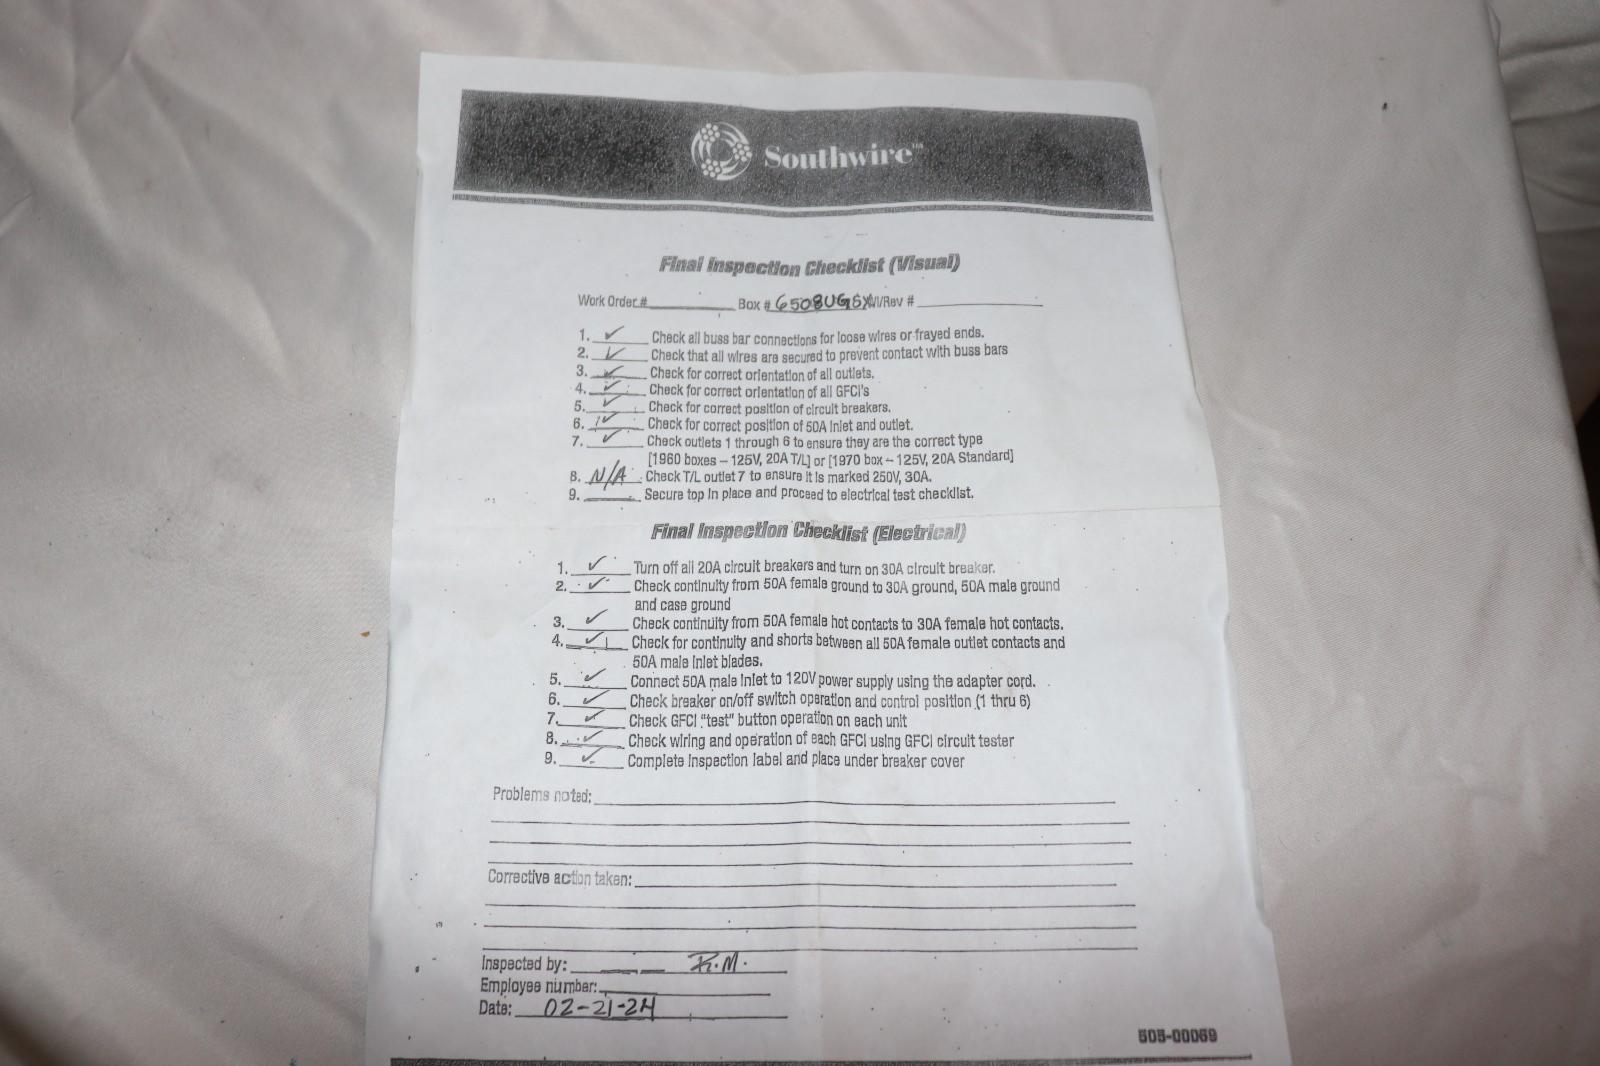 Southwire™
Final Inspection Checklist (Visual)
Work Order # Box # 6508UGSX WI/Rev #
1. ✓ Check all buss bar connections for loose wires or frayed ends.
2. ✓ Check that all wires are secured to prevent contact with buss bars
3. ✓ Check for correct orientation of all outlets.
4. ✓ Check for correct orientation of all GFCI's
5. ✓ Check for correct position of circuit breakers.
6. ✓ Check for correct position of 50A inlet and outlet.
7. ✓ Check outlets 1 through 6 to ensure they are the correct type
[1960 boxes – 125V, 20A T/L] or [1970 box – 125V, 20A Standard]
8. N/A Check T/L outlet 7 to ensure it is marked 250V, 30A.
9. Secure top in place and proceed to electrical test checklist.
Final Inspection Checklist (Electrical)
1. ✓ Turn off all 20A circuit breakers and turn on 30A circuit breaker.
2. ✓ Check continuity from 50A female ground to 30A ground, 50A male ground
and case ground
3. ✓ Check continuity from 50A female hot contacts to 30A female hot contacts.
4. ✓ Check for continuity and shorts between all 50A female outlet contacts and
50A male inlet blades.
5. ✓ Connect 50A male inlet to 120V power supply using the adapter cord.
6. ✓ Check breaker on/off switch operation and control position (1 thru 6)
7. ✓ Check GFCI "test" button operation on each unit
8. ✓ Check wiring and operation of each GFCI using GFCI circuit tester
9. ✓ Complete inspection label and place under breaker cover
Problems noted:
Corrective action taken:
Inspected by: R.M.
Employee number:
Date: 02-21-24
505-00069